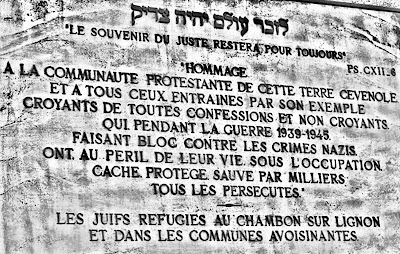 לזכר עולם יהיה צדיק
"LE SOUVENIR DU JUSTE RESTERA POUR TOUJOURS"
"HOMMAGE PS. CXII_6
A LA COMMUNAUTE PROTESTANTE DE CETTE TERRE CEVENOLE
ET A TOUS CEUX ENTRAINES PAR SON EXEMPLE
CROYANTS DE TOUTES CONFESSIONS ET NON CROYANTS.
QUI PENDANT LA GUERRE 1939-1945.
FAISANT BLOC CONTRE LES CRIMES NAZIS.
ONT, AU PERIL DE LEUR VIE. SOUS L'OCCUPATION.
CACHE. PROTEGE. SAUVE PAR MILLIERS
TOUS LES PERSECUTES."
LES JUIFS REFUGIES AU CHAMBON SUR LIGNON
ET DANS LES COMMUNES AVOISINANTES.